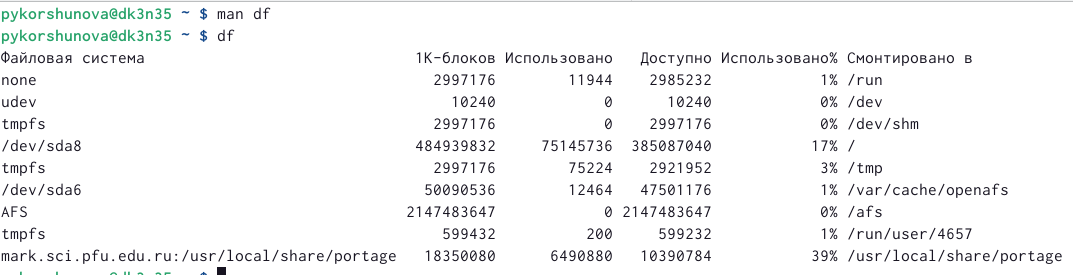 pykorshunova@dk3n35 ~ $ man df
pykorshunova@dk3n35 ~ $ df
Файловая система 1K-блоков Использовано Доступно Использовано% Смонтировано в
none 2997176 11944 2985232 1% /run
udev 10240 0 10240 0% /dev
tmpfs 2997176 0 2997176 0% /dev/shm
/dev/sda8 484939832 75145736 385087040 17% /
tmpfs 2997176 75224 2921952 3% /tmp
/dev/sda6 50090536 12464 47501176 1% /var/cache/openafs
AFS 2147483647 0 2147483647 0% /afs
tmpfs 599432 200 599232 1% /run/user/4657
mark.sci.pfu.edu.ru:/usr/local/share/portage 18350080 6490880 10390784 39% /usr/local/share/portage
pykorshunova@dk3n35 ~ $